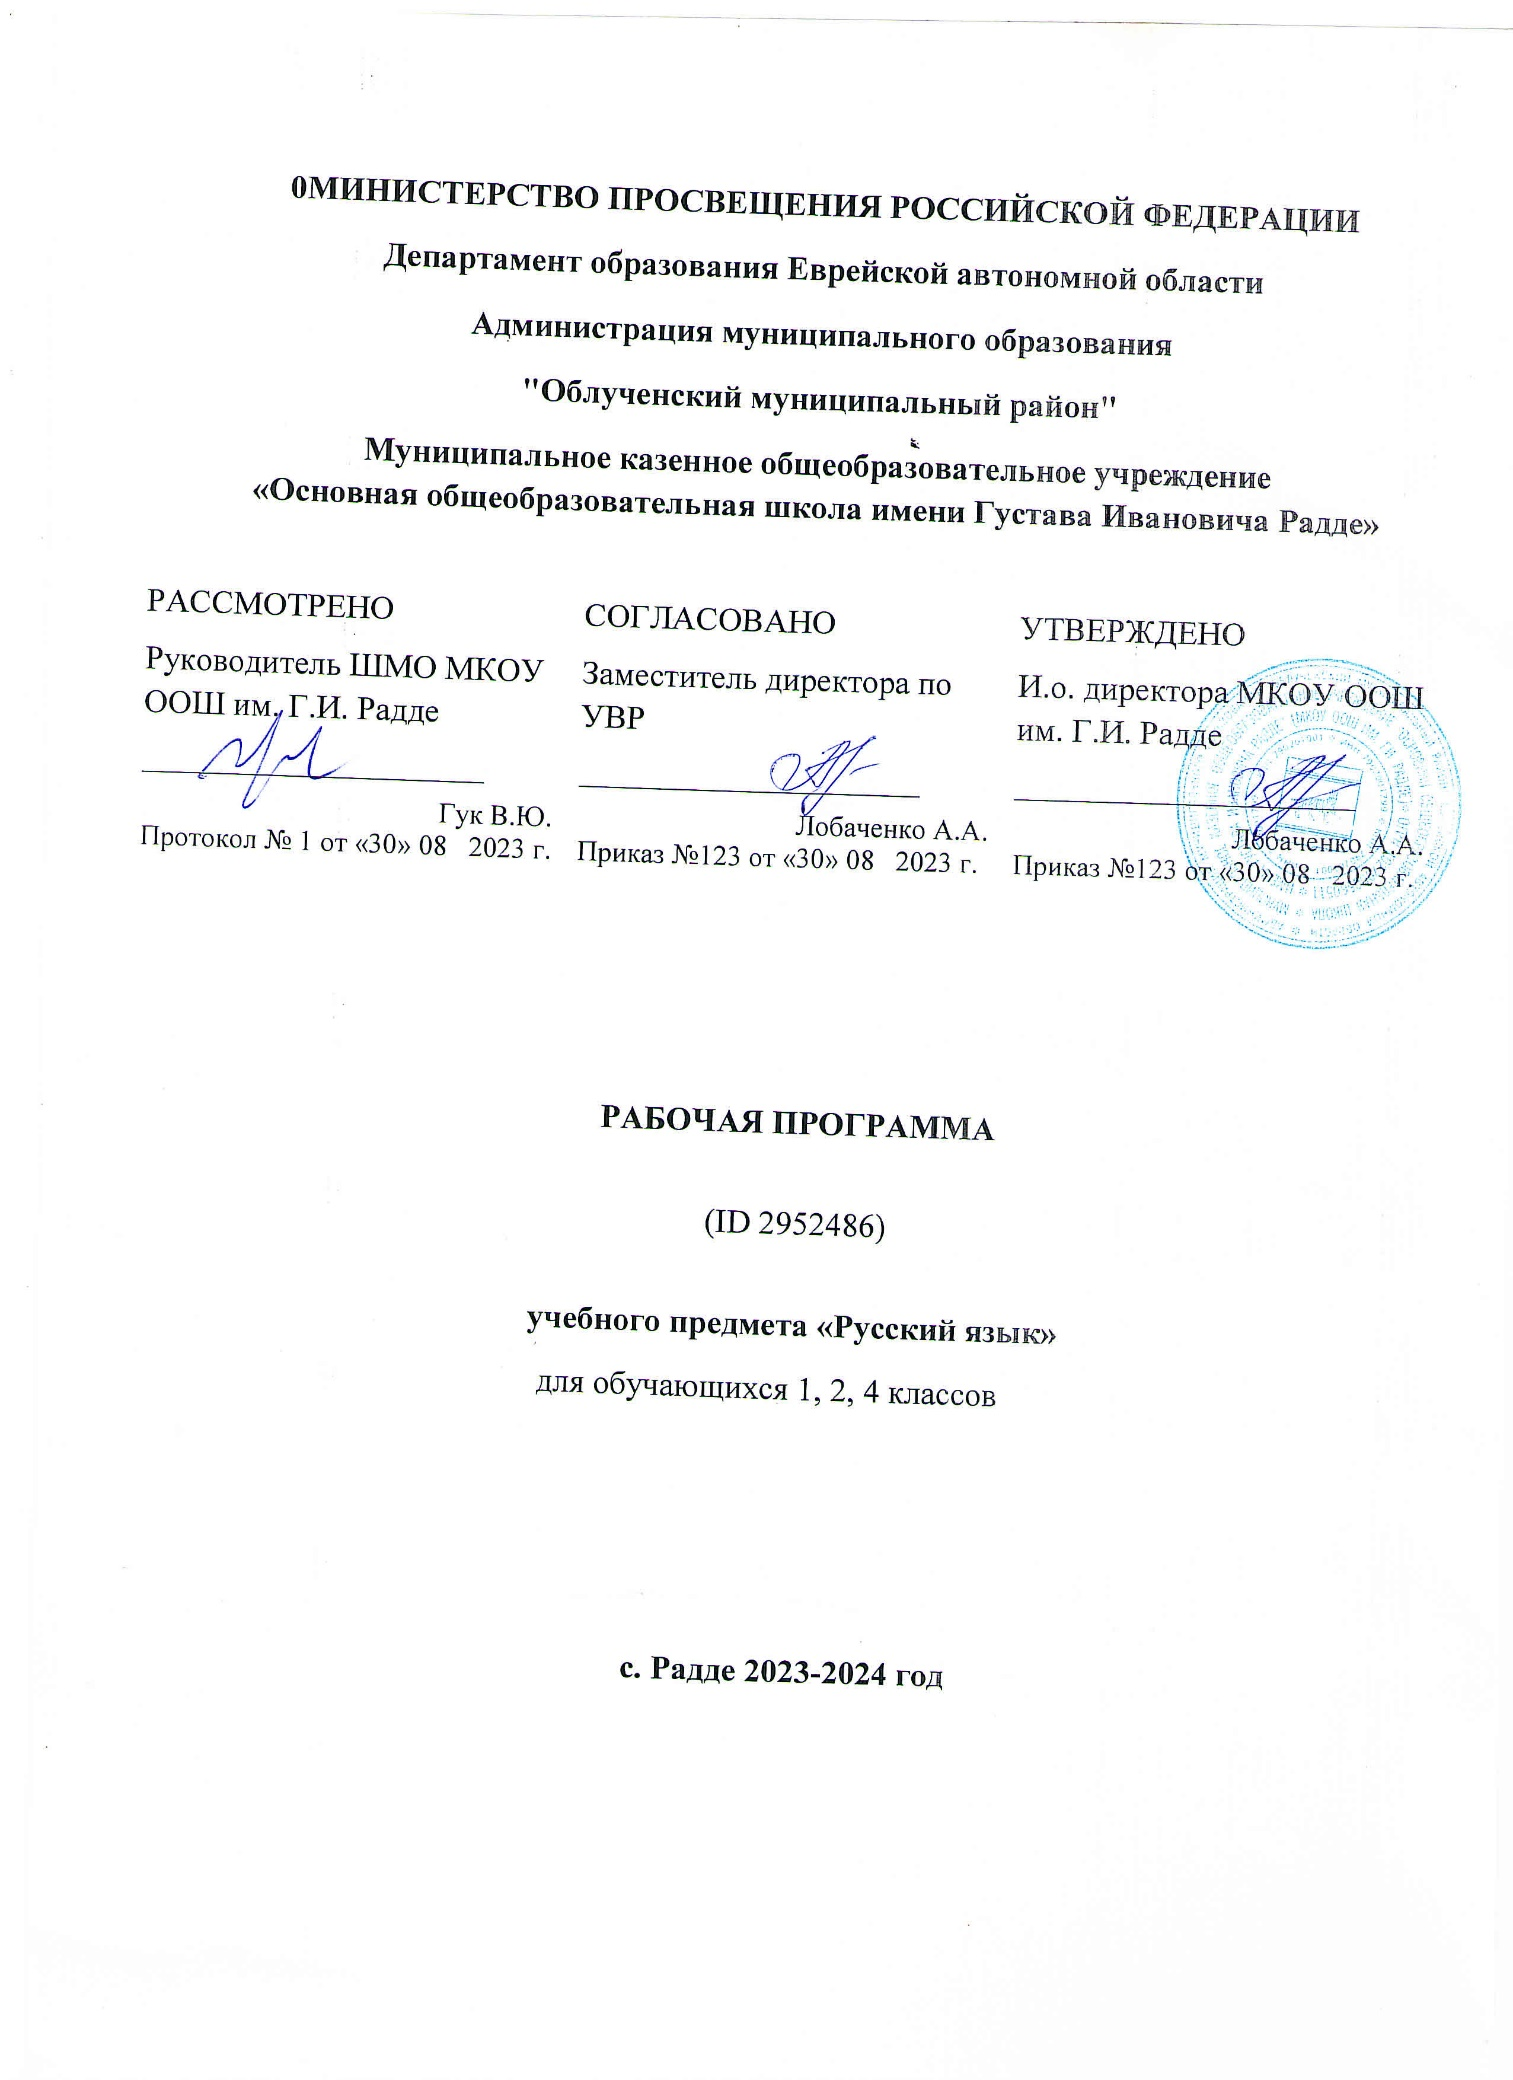 0МИНИСТЕРСТВО ПРОСВЕЩЕНИЯ РОССИЙСКОЙ ФЕДЕРАЦИИ
Департамент образования Еврейской автономной области
Администрация муниципального образования
"Облученский муниципальный район"
Муниципальное казенное общеобразовательное учреждение
«Основная общеобразовательная школа имени Густава Ивановича Радде»
РАССМОТРЕНО
Руководитель ШМО МКОУ
ООШ им. Г.И. Радде
Гук В.Ю.
Протокол № 1 от «30» 08 2023 г.
СОГЛАСОВАНО
Заместитель директора по
УВР
Лобаченко А.А.
Приказ №123 от «30» 08 2023 г.
УТВЕРЖДЕНО
И.о. директора МКОУ ООШ
им. Г.И. Радде
Лобаченко А.А.
Приказ №123 от «30» 08 2023 г.
РАБОЧАЯ ПРОГРАММА
(ID 2952486)
учебного предмета «Русский язык»
для обучающихся 1, 2, 4 классов
с. Радде 2023-2024 год